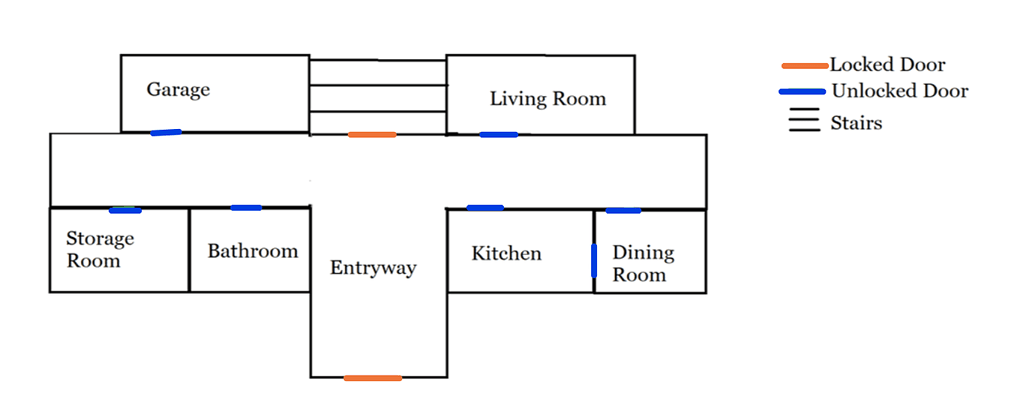 Garage
Living Room
Locked Door
Unlocked Door
Stairs
Storage
Room
Bathroom
Entryway
Kitchen
Dining
Room